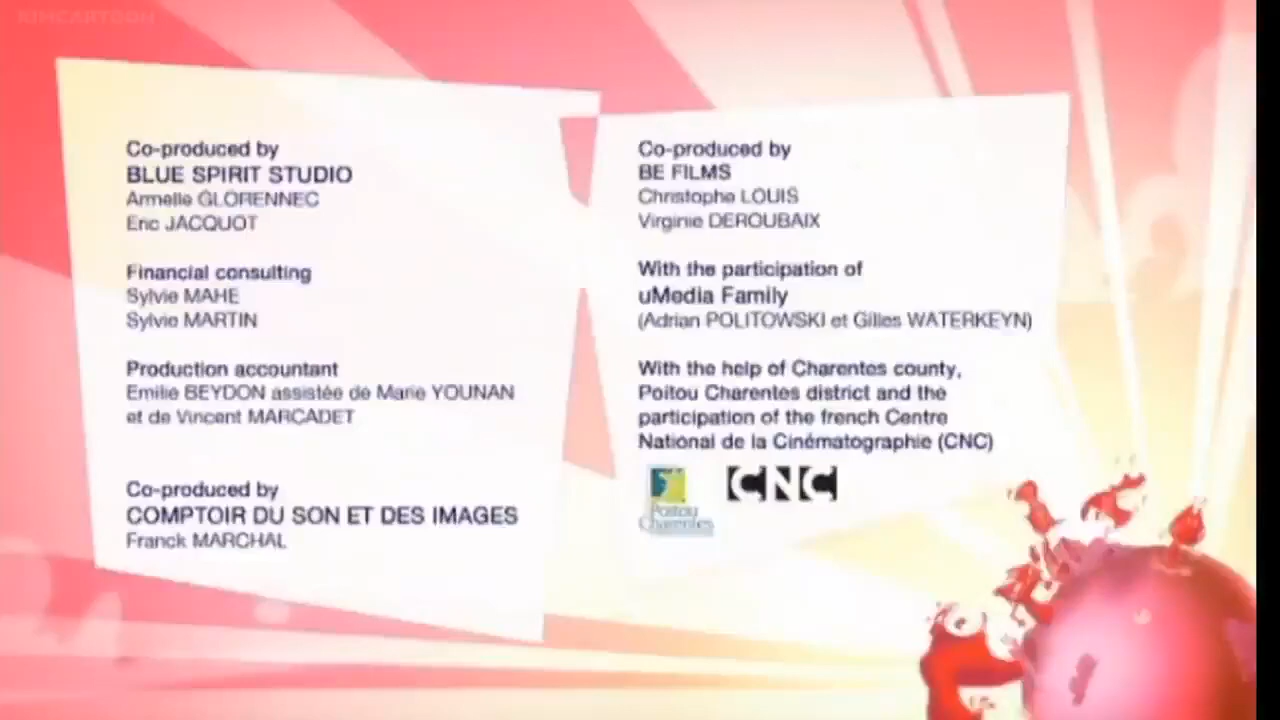 RIMCARTOON
Co-produced by
BLUE SPIRIT STUDIO
Armelle GLORENNEC
Eric JACQUOT
Financial consulting
Sylvie MAHE
Sylvie MARTIN
Production accountant
Emilie BEYDON assistée de Marie YOUNAN
et de Vincent MARCADET
Co-produced by
COMPTOIR DU SON ET DES IMAGES
Franck MARCHAL
Co-produced by
BE FILMS
Christophe LOUIS
Virginie DEROUBAIX
With the participation of
uMedia Family
(Adrian POLITOWSKI et Gilles WATERKEYN)
With the help of Charentes county,
Poitou Charentes district and the
participation of the french Centre
National de la Cinématographie (CNC)
Poitou
Charentes
CNC